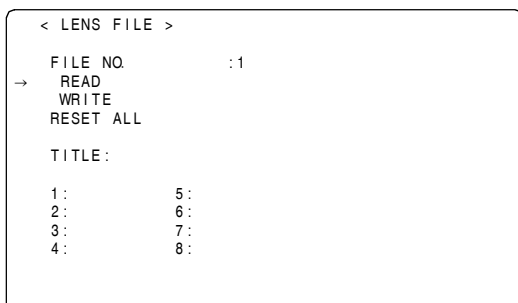 < LENS FILE >
FILE NO. :1
→ READ
WRITE
RESET ALL
TITLE:
1: 5:
2: 6:
3: 7:
4: 8: